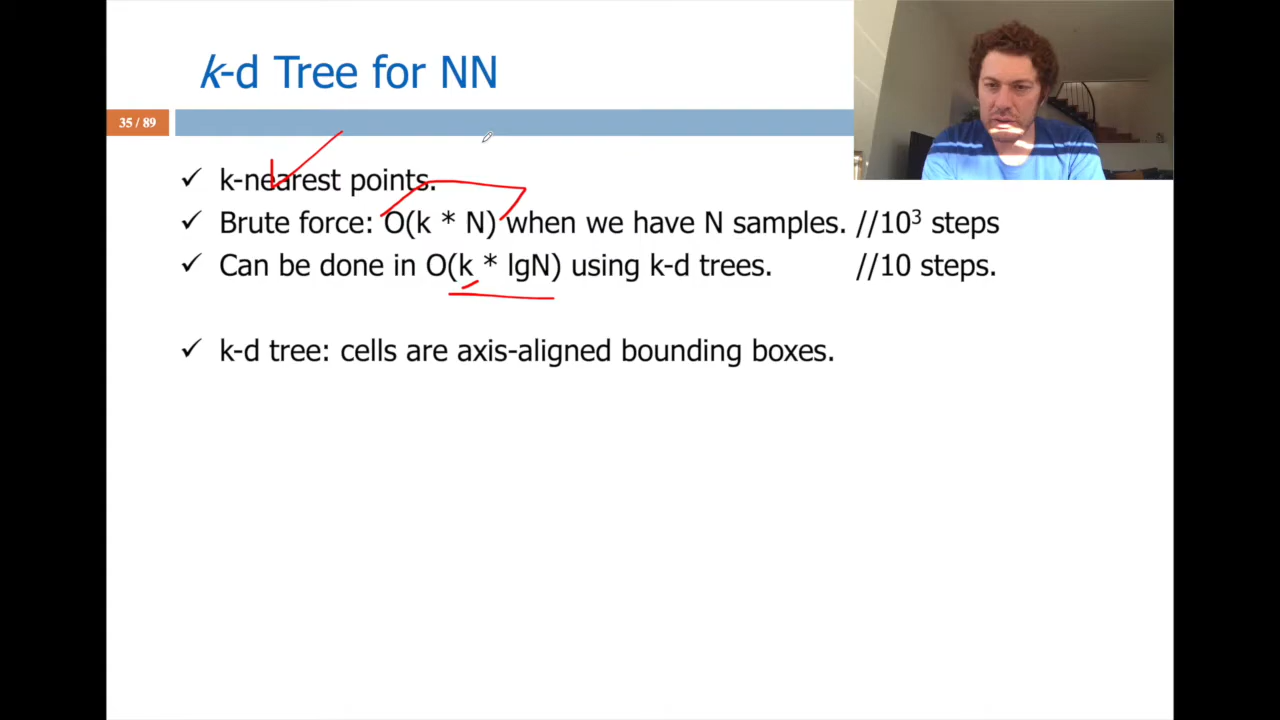 k-d Tree for NN
35 / 89
✓ k-nearest points.
✓ Brute force: O(k * N) when we have N samples. //10³ steps
✓ Can be done in O(k * lgN) using k-d trees. //10 steps.
✓ k-d tree: cells are axis-aligned bounding boxes.